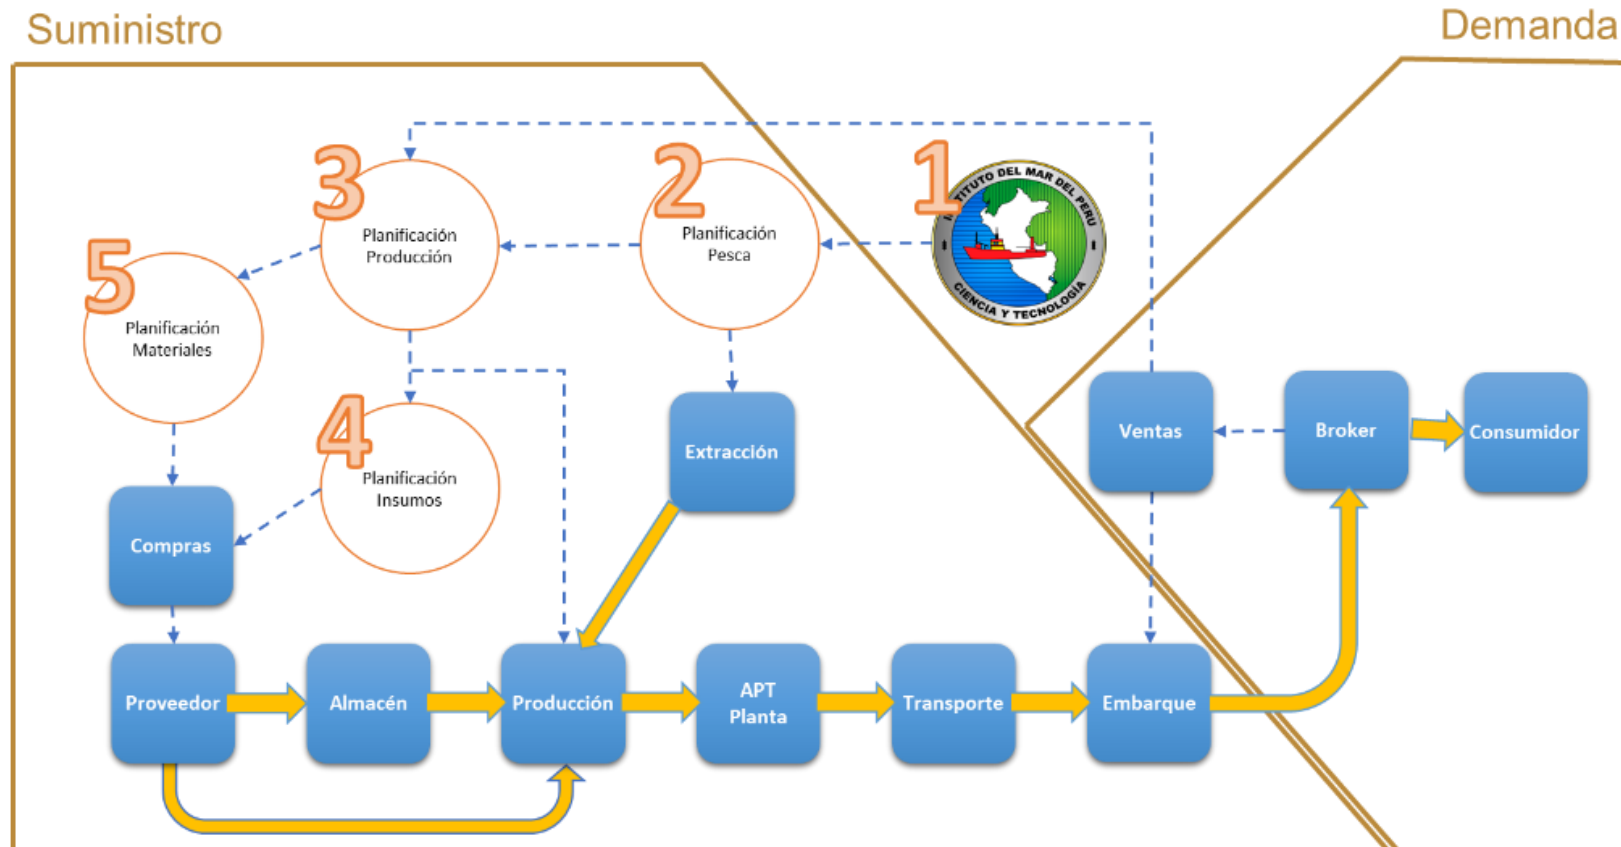 Suministro
Demanda
1
INSTITUTO DEL MAR DEL PERU
CIENCIA Y TECNOLOGÍA
2
Planificación
Pesca
3
Planificación
Producción
5
Planificación
Materiales
4
Planificación
Insumos
Extracción
Ventas
Broker
Consumidor
Compras
Proveedor
Almacén
Producción
APT
Planta
Transporte
Embarque